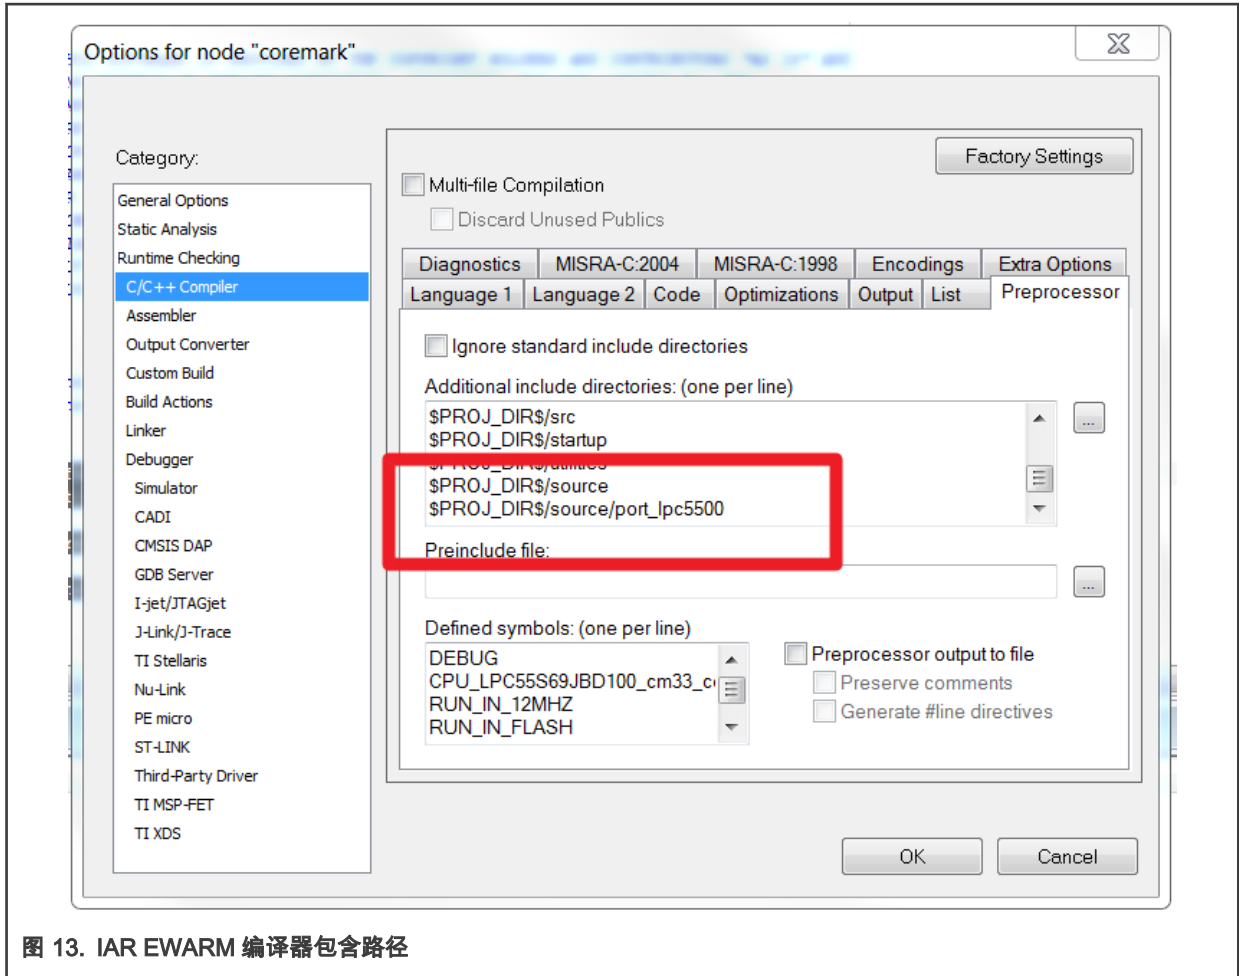 Options for node "coremark"
Category:
General Options
Static Analysis
Runtime Checking
C/C++ Compiler
Assembler
Output Converter
Custom Build
Build Actions
Linker
Debugger
Simulator
CADI
CMSIS DAP
GDB Server
I-jet/JTAGjet
J-Link/J-Trace
TI Stellaris
Nu-Link
PE micro
ST-LINK
Third-Party Driver
TI MSP-FET
TI XDS
Factory Settings
Multi-file Compilation
Discard Unused Publics
Diagnostics MISRA-C:2004 MISRA-C:1998 Encodings Extra Options
Language 1 Language 2 Code Optimizations Output List Preprocessor
Ignore standard include directories
Additional include directories: (one per line)
$PROJ_DIR$/src
$PROJ_DIR$/startup
$PROJ_DIR$/utilities
$PROJ_DIR$/source
$PROJ_DIR$/source/port_lpc5500
...
Preinclude file:
...
Defined symbols: (one per line)
DEBUG
CPU_LPC55S69JBD100_cm33_c
RUN_IN_12MHZ
RUN_IN_FLASH
Preprocessor output to file
Preserve comments
Generate #line directives
OK
Cancel
图 13. IAR EWARM 编译器包含路径